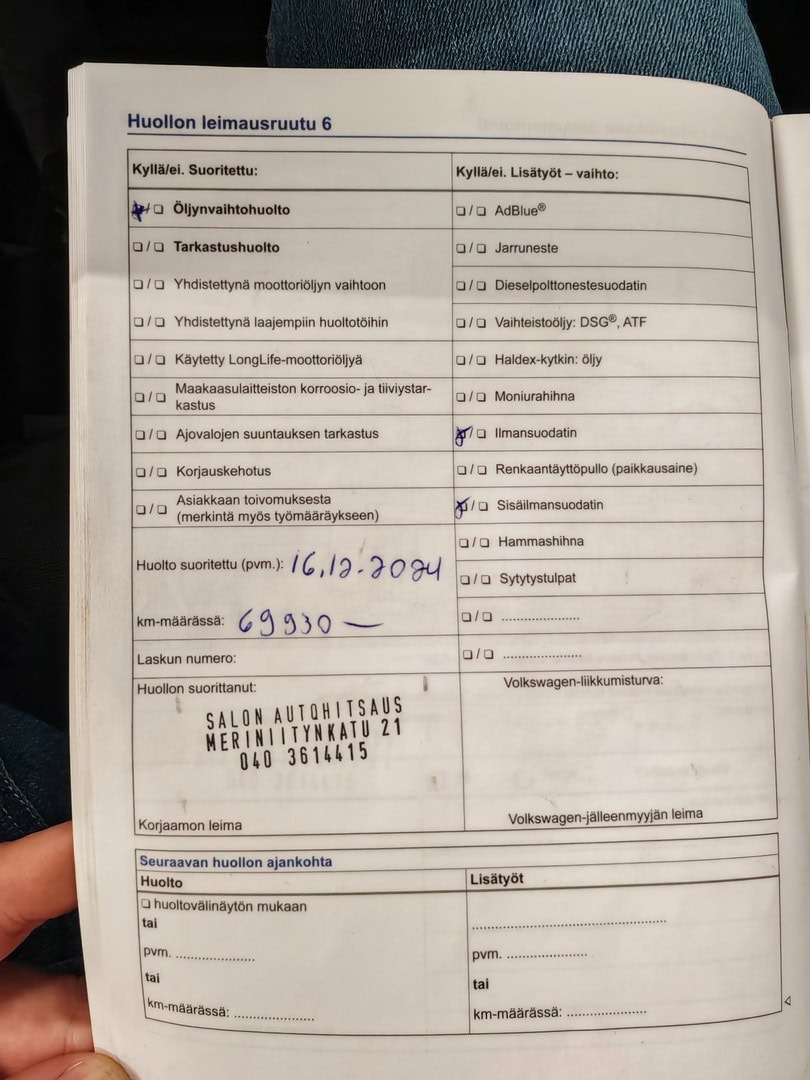 Huollon leimausruutu 6
Kyllä/ei. Suoritettu:
☒/❏ Öljynvaihtohuolto
❏/❏ Tarkastushuolto
❏/❏ Yhdistettynä moottoriöljyn vaihtoon
❏/❏ Yhdistettynä laajempiin huoltotöihin
❏/❏ Käytetty LongLife-moottoriöljyä
❏/❏ Maakaasulaitteiston korroosio- ja tiiviystar-
kastus
❏/❏ Ajovalojen suuntauksen tarkastus
❏/❏ Korjauskehotus
❏/❏ Asiakkaan toivomuksesta
(merkintä myös työmääräykseen)
Huolto suoritettu (pvm.): 16.12.2024
km-määrässä: 69930 —
Laskun numero:
Huollon suorittanut:
SALON AUTOHITSAUS
MERINIITYNKATU 21
040 3614415
Korjaamon leima
Kyllä/ei. Lisätyöt – vaihto:
❏/❏ AdBlue®
❏/❏ Jarruneste
❏/❏ Dieselpolttonestesuodatin
❏/❏ Vaihteistoöljy: DSG®, ATF
❏/❏ Haldex-kytkin: öljy
❏/❏ Moniurahihna
☒/❏ Ilmansuodatin
❏/❏ Renkaantäyttöpullo (paikkausaine)
☒/❏ Sisäilmansuodatin
❏/❏ Hammashihna
❏/❏ Sytytystulpat
❏/❏ .....................
❏/❏ .....................
Volkswagen-liikkumisturva:
Volkswagen-jälleenmyyjän leima
Seuraavan huollon ajankohta
Huolto
❏ huoltovälinäytön mukaan
tai
pvm. .....................
tai
km-määrässä: .....................
Lisätyöt
.....................
pvm. .....................
tai
km-määrässä: .....................